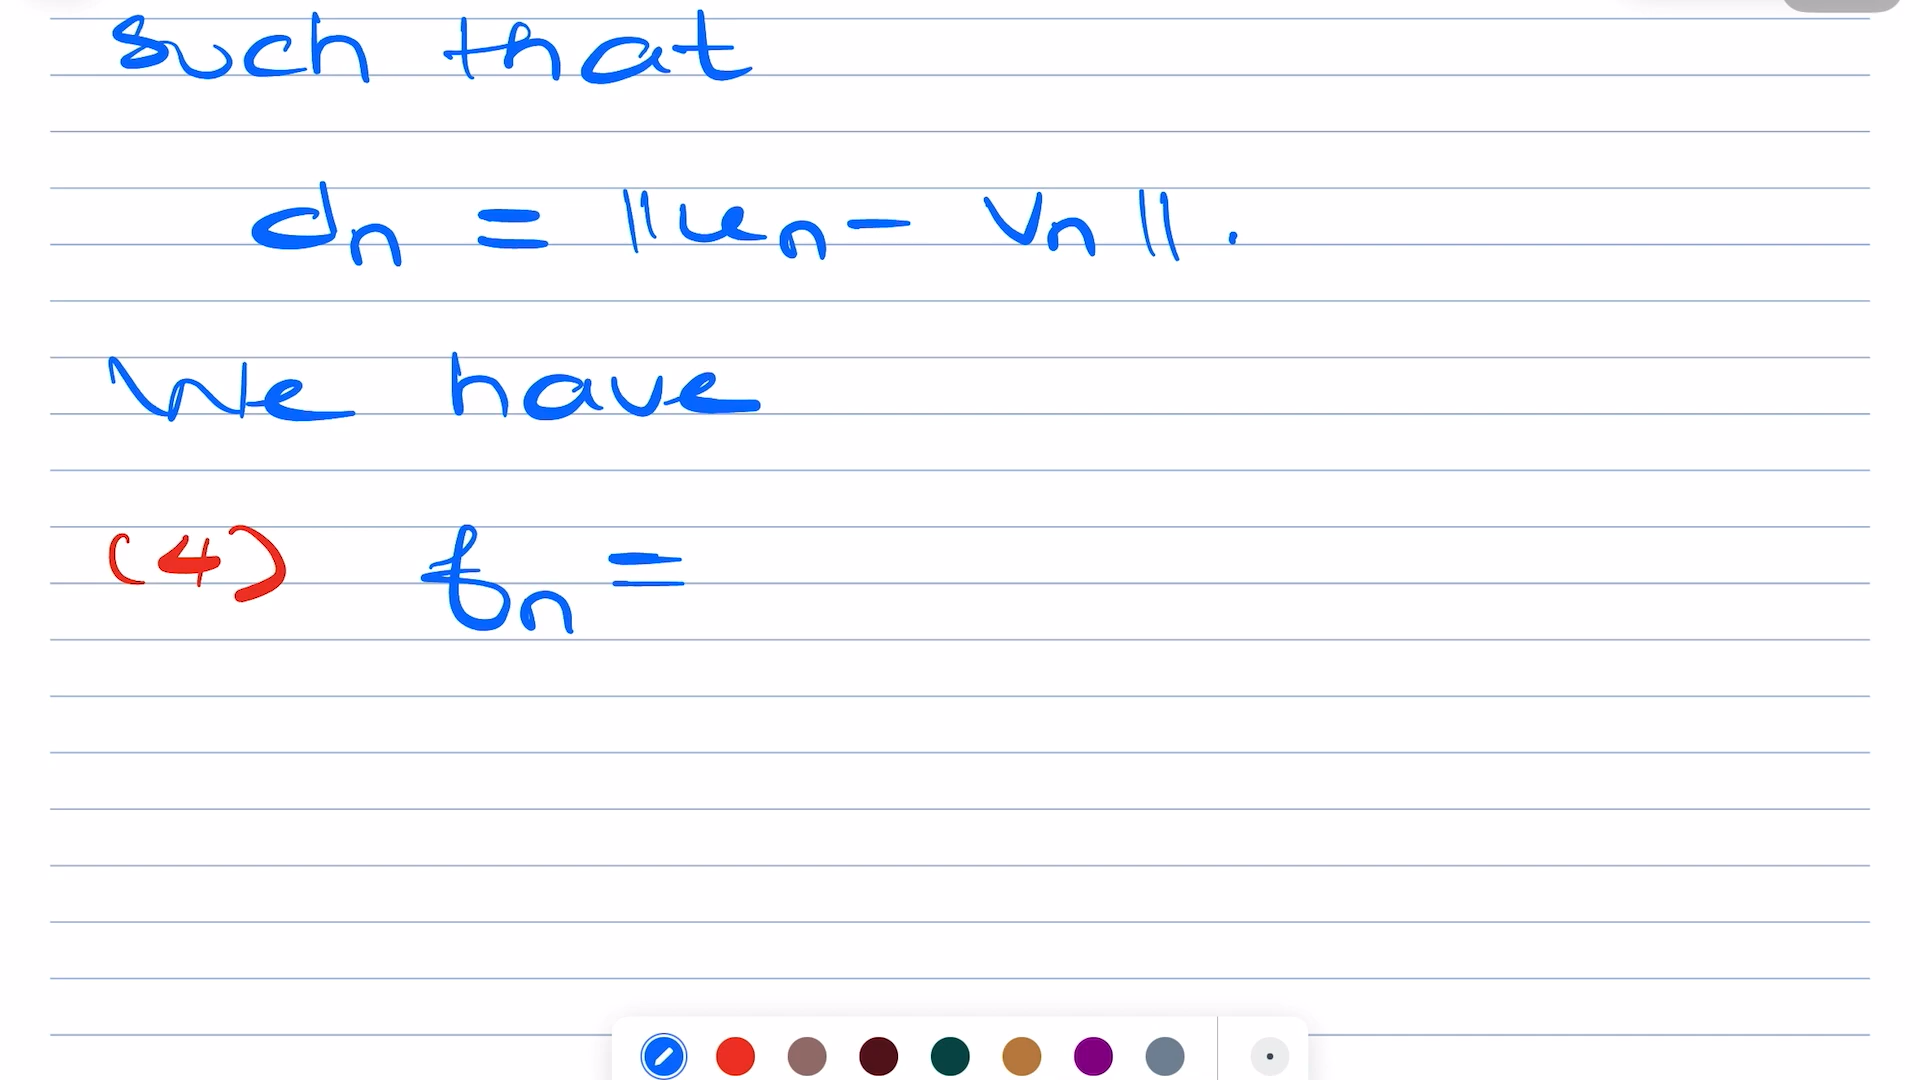 such that
dn = ||un - vn||.
We have
(4) fn =